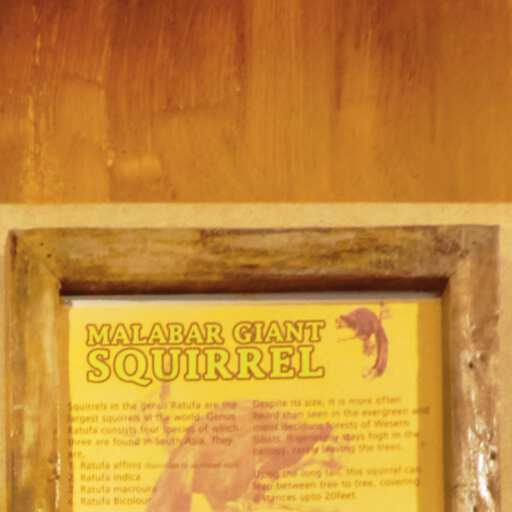 MALABAR GIANT
SQUIRREL
Squirrels in the genus Ratufa are the
largest squirrels in the world. Genus
Ratufa consists four species of which
three are found in South Asia. They
are,
1. Ratufa affinis
2. Ratufa indica
3. Ratufa macroura
4. Ratufa bicolour
Despite its size, it is more often
heard than seen in the evergreen and
moist deciduous forests of Wesern
Ghats. It generally stays high in the
canopy, rarely leaving the trees.
Using the long tail, this squirrel can
leap between tree to tree, covering
distances upto 20feet.